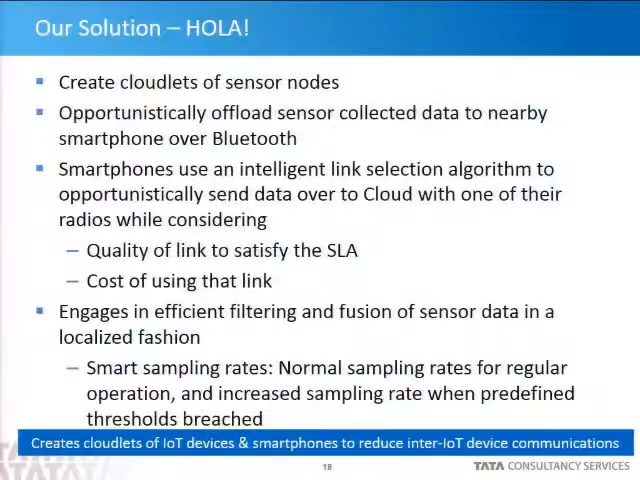 Our Solution – HOLA!
Create cloudlets of sensor nodes
Opportunistically offload sensor collected data to nearby
smartphone over Bluetooth
Smartphones use an intelligent link selection algorithm to
opportunistically send data over to Cloud with one of their
radios while considering
– Quality of link to satisfy the SLA
– Cost of using that link
Engages in efficient filtering and fusion of sensor data in a
localized fashion
– Smart sampling rates: Normal sampling rates for regular
operation, and increased sampling rate when predefined
thresholds breached
Creates cloudlets of IoT devices & smartphones to reduce inter-IoT device communications
18
TATA CONSULTANCY SERVICES
TATA